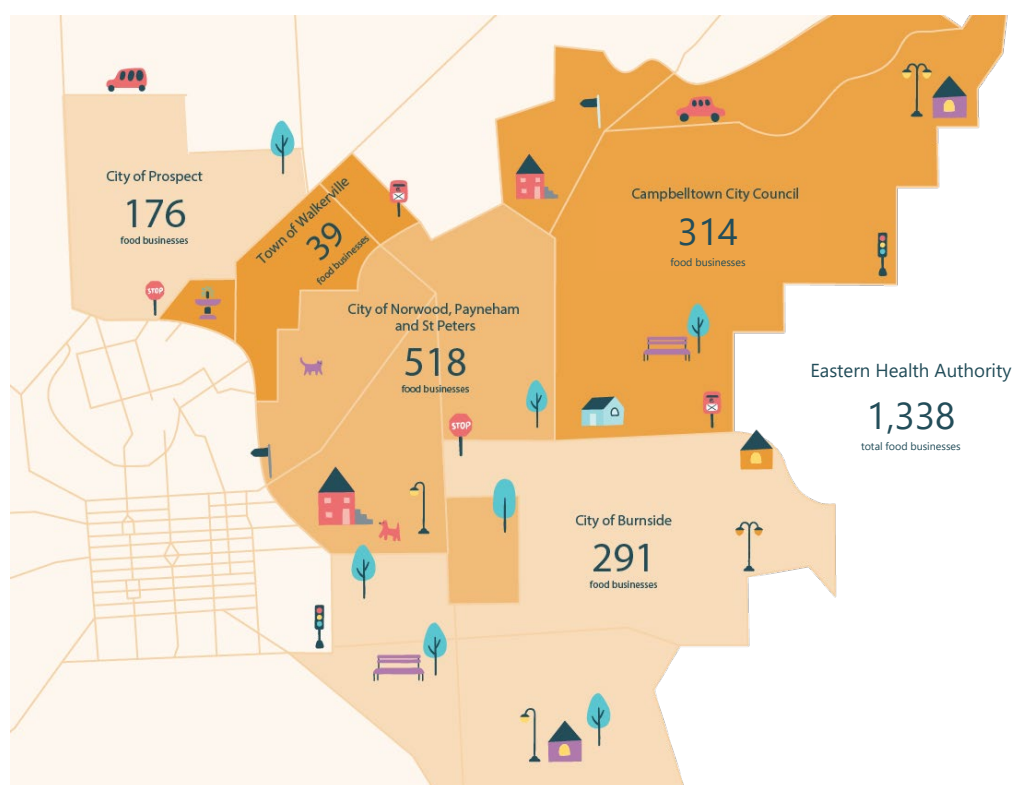 City of Prospect
176
food businesses
Town of Walkerville
39
food businesses
Campbelltown City Council
314
food businesses
City of Norwood, Payneham
and St Peters
518
food businesses
Eastern Health Authority
1,338
total food businesses
City of Burnside
291
food businesses
STOP
STOP